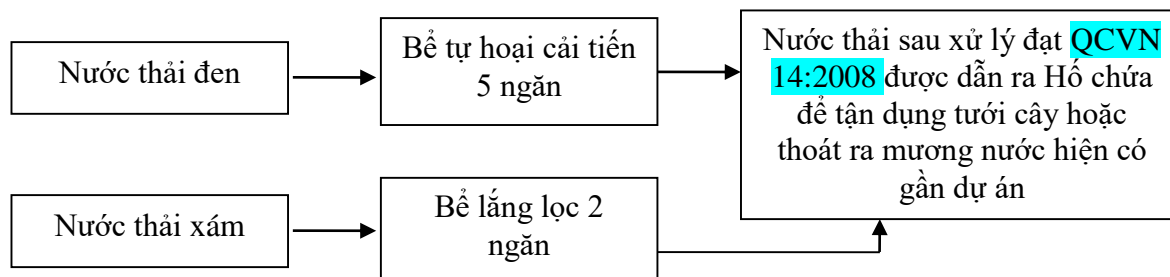 Nước thải đen
Bể tự hoại cải tiến
5 ngăn
Nước thải sau xử lý đạt QCVN
14:2008 được dẫn ra Hố chứa
để tận dụng tưới cây hoặc
thoát ra mương nước hiện có
gần dự án
Nước thải xám
Bể lắng lọc 2
ngăn